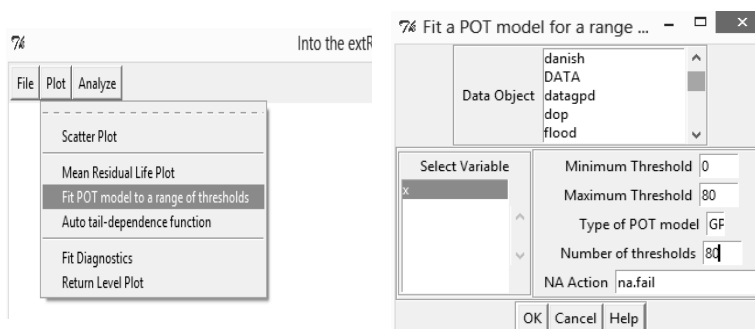 Into the extR
File Plot Analyze
Scatter Plot
Mean Residual Life Plot
Fit POT model to a range of thresholds
Auto tail-dependence function
Fit Diagnostics
Return Level Plot
Fit a POT model for a range ...
Data Object
danish
DATA
datagpd
dop
flood
Select Variable
x
Minimum Threshold 0
Maximum Threshold 80
Type of POT model GP
Number of thresholds 80
NA Action na.fail
OK Cancel Help